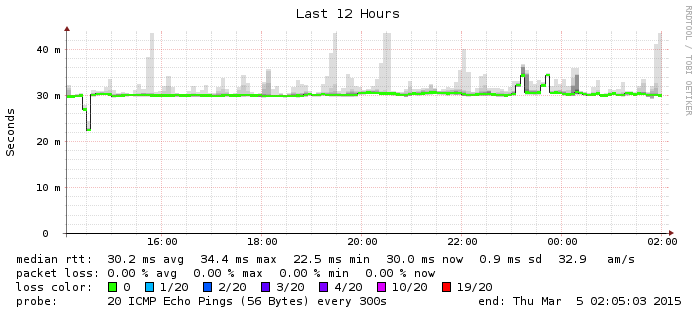 Last 12 Hours
RRDTOOL / TOBI OETIKER
Seconds
40 m
30 m
20 m
10 m
0
16:00 18:00 20:00 22:00 00:00 02:00
median rtt: 30.2 ms avg 34.4 ms max 22.5 ms min 30.0 ms now 0.9 ms sd 32.9 am/s
packet loss: 0.00 % avg 0.00 % max 0.00 % min 0.00 % now
loss color: 0 1/20 2/20 3/20 4/20 10/20 19/20
probe: 20 ICMP Echo Pings (56 Bytes) every 300s end: Thu Mar 5 02:05:03 2015